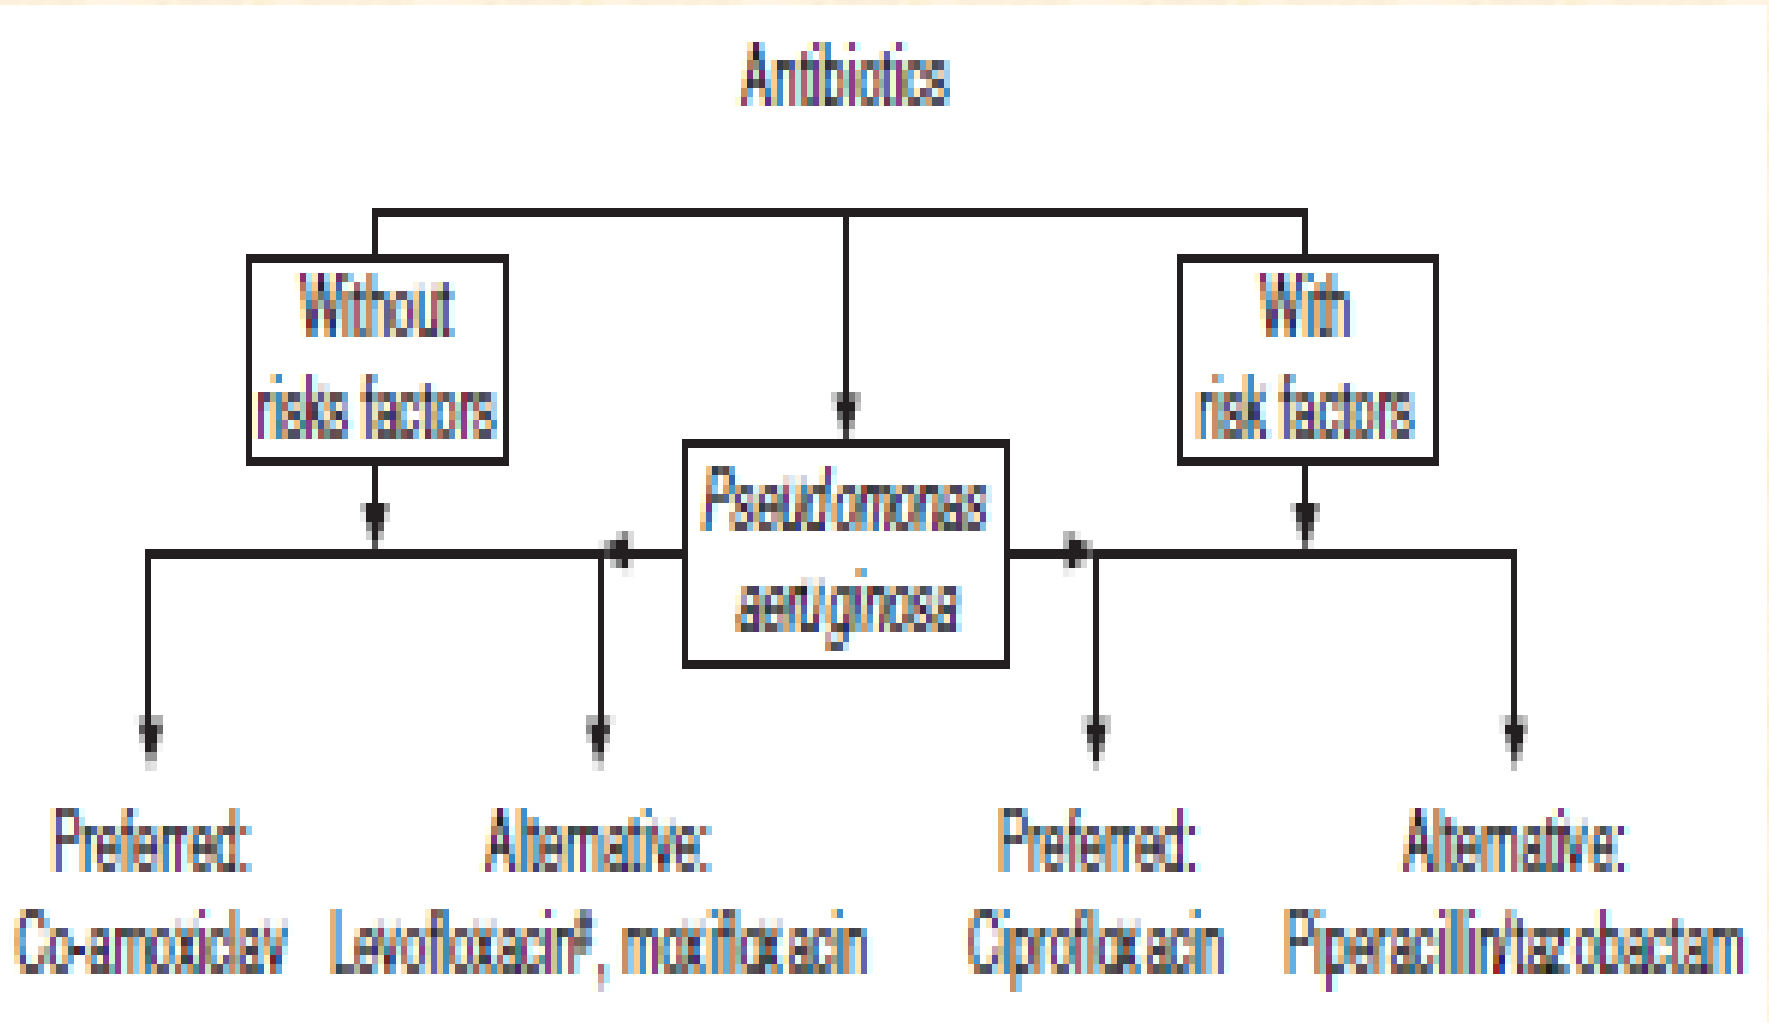 Antibiotics
Without
risks factors
With
risk factors
Pseudomonas
aeruginosa
Preferred:
Co-amoxiclav
Alternative:
Levofloxacin#, moxifloxacin
Preferred:
Ciprofloxacin
Alternative:
Piperacillin/tazobactam